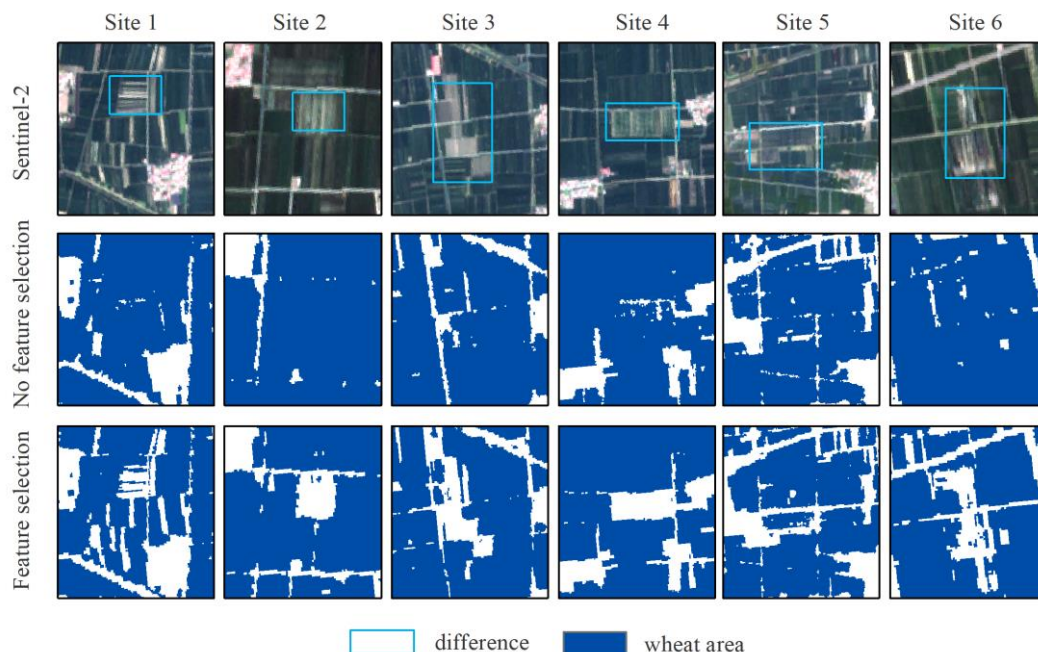 Site 1 Site 2 Site 3 Site 4 Site 5 Site 6
Sentinel-2
No feature selection
Feature selection
difference wheat area